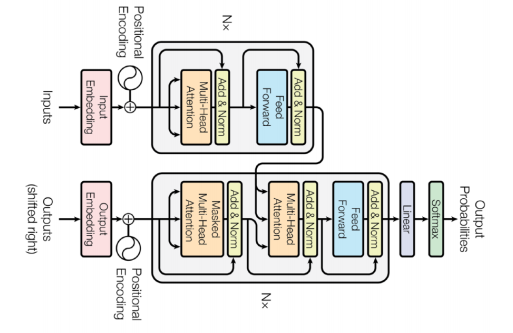 Output
Probabilities
Softmax
Linear
Add & Norm
Feed
Forward
Add & Norm
Multi-Head
Attention
Add & Norm
Masked
Multi-Head
Attention
Nx
Positional
Encoding
Output
Embedding
Outputs
(shifted right)
Add & Norm
Feed
Forward
Add & Norm
Multi-Head
Attention
Nx
Positional
Encoding
Input
Embedding
Inputs